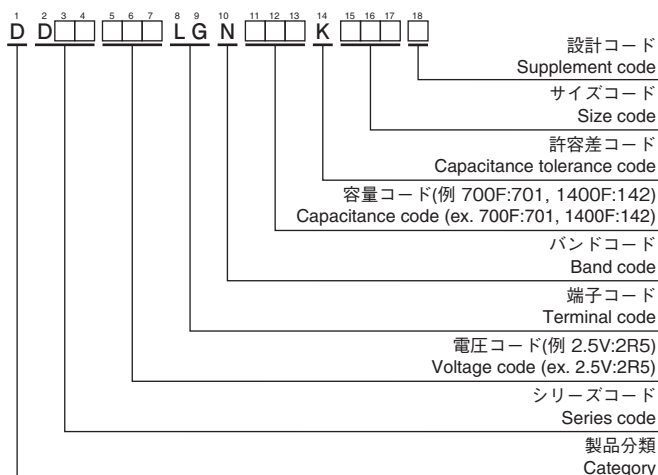 1 2 3 4 5 6 7 8 9 10 11 12 13 14 15 16 17 18
D D□□ □□□ L G N □□□ K □□□ □
設計コード
Supplement code
サイズコード
Size code
許容差コード
Capacitance tolerance code
容量コード(例 700F:701, 1400F:142)
Capacitance code (ex. 700F:701, 1400F:142)
バンドコード
Band code
端子コード
Terminal code
電圧コード(例 2.5V:2R5)
Voltage code (ex. 2.5V:2R5)
シリーズコード
Series code
製品分類
Category